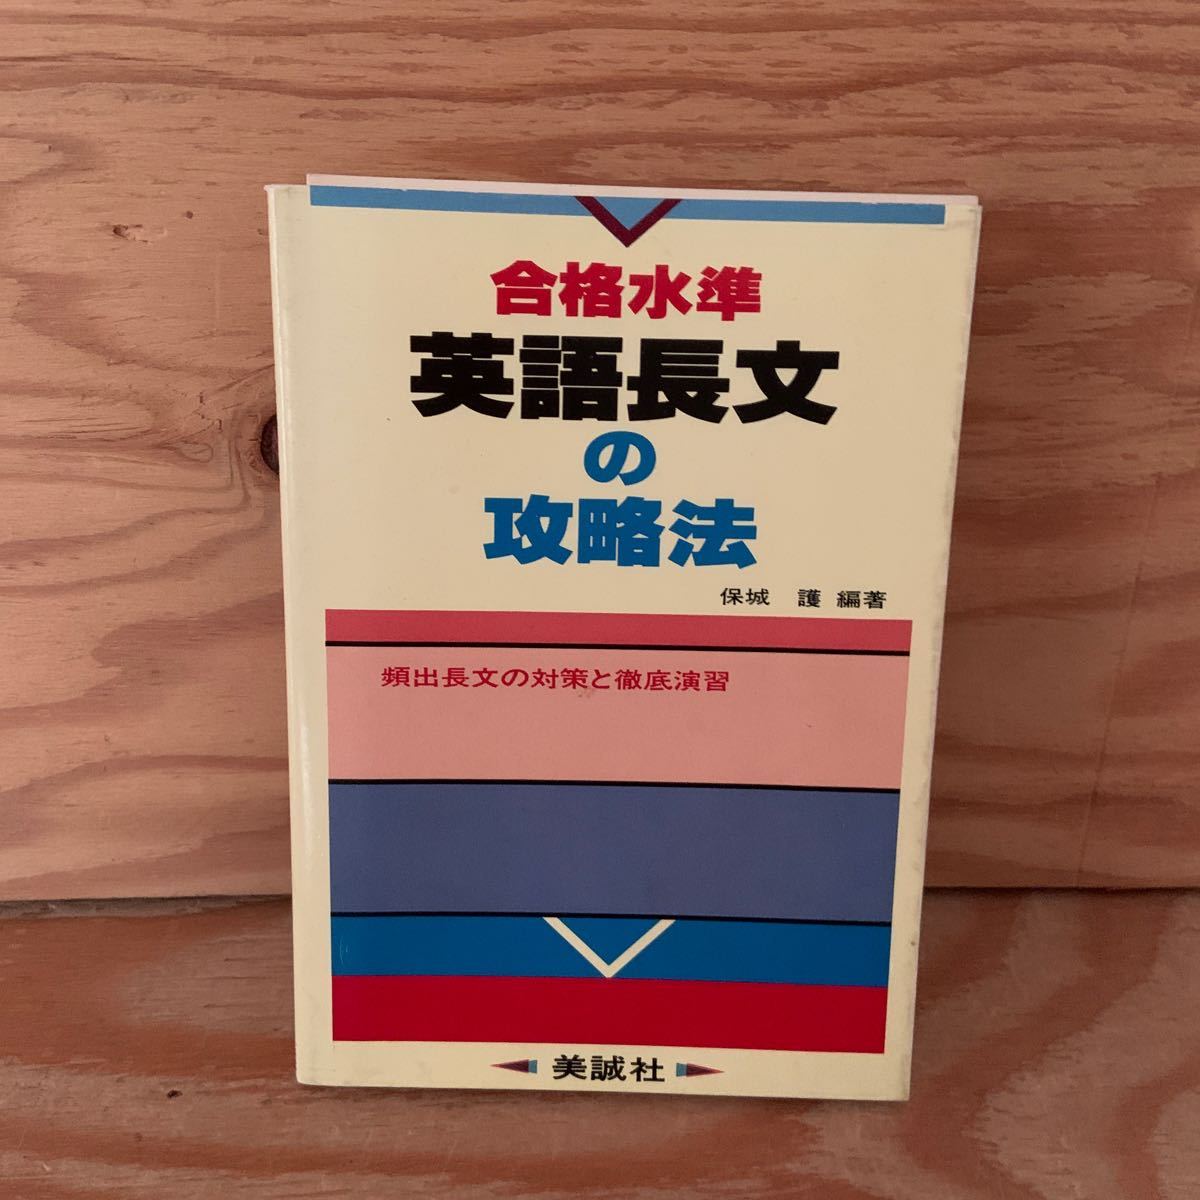 合格水準
英語長文
の
攻略法
保城 護 編著
頻出長文の対策と徹底演習
美誠社